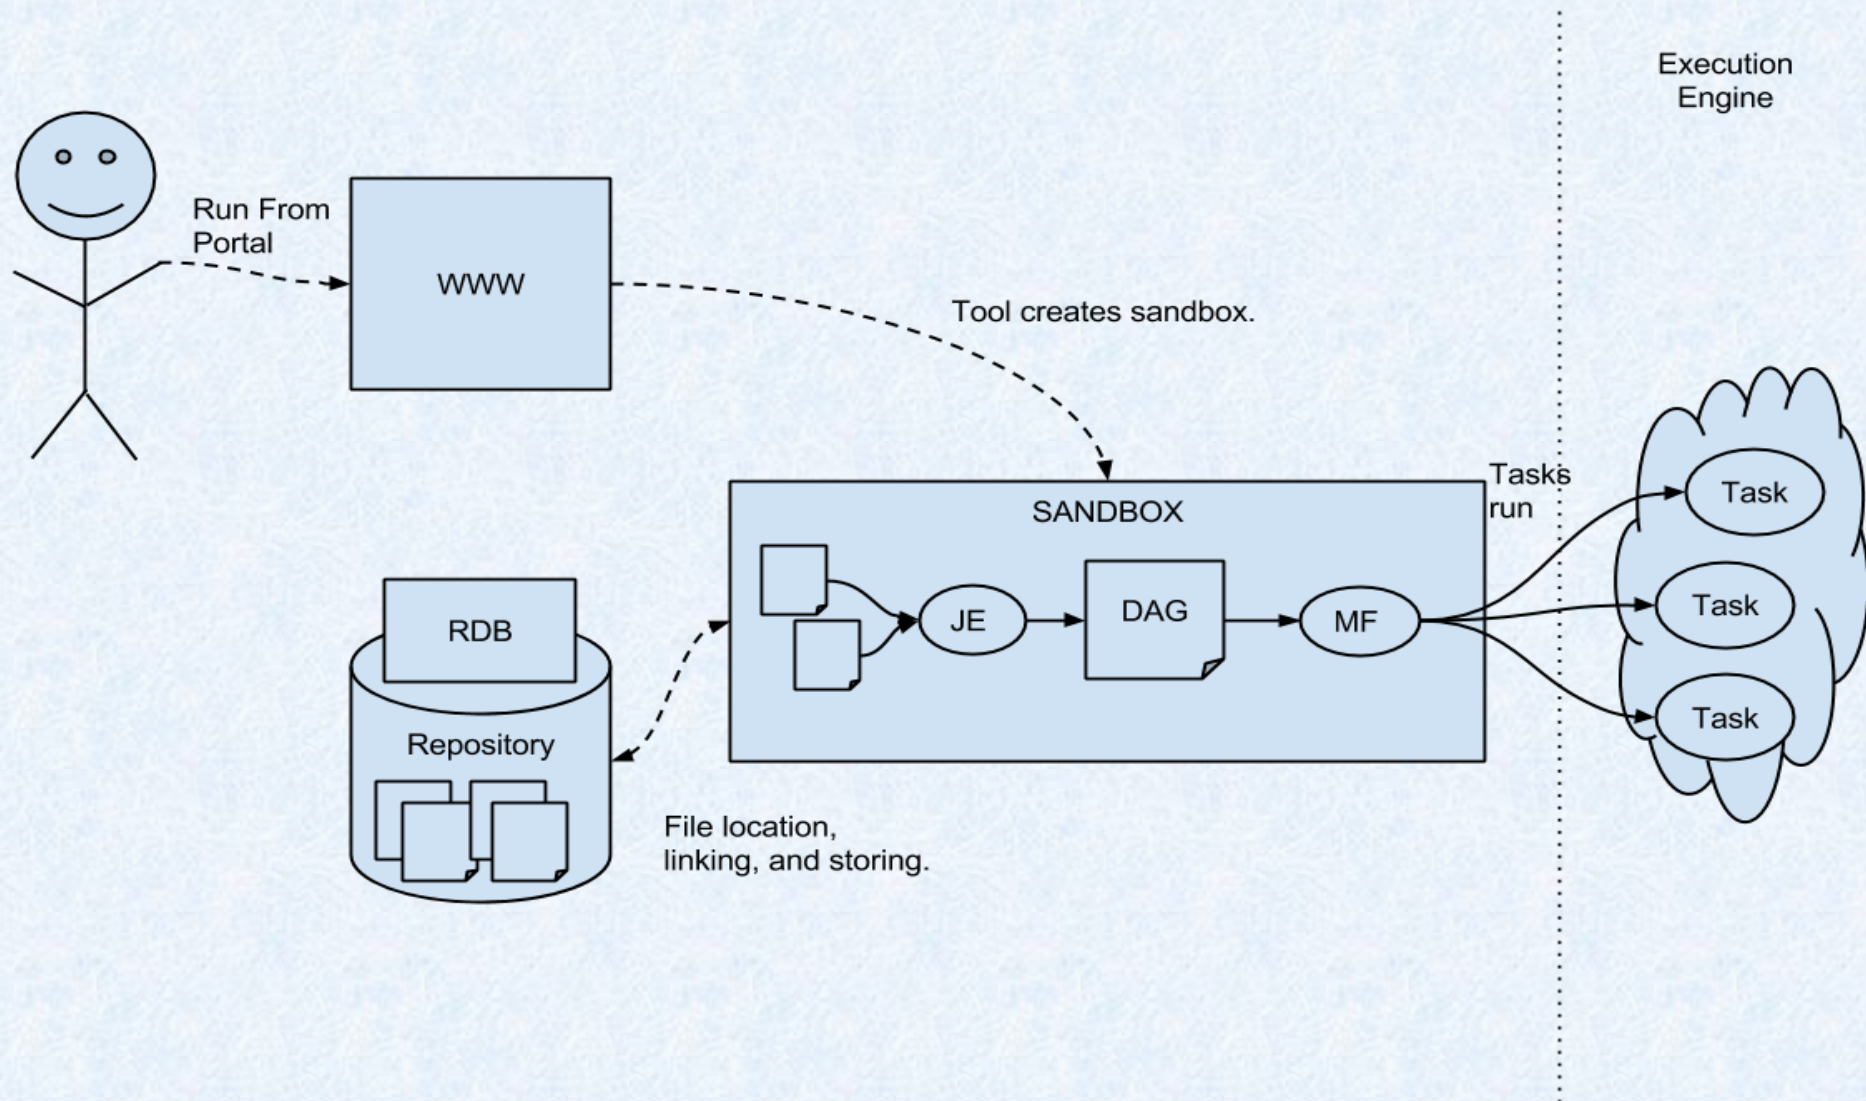 Execution
Engine
Run From
Portal
WWW
Tool creates sandbox.
Tasks
run
SANDBOX
JE
DAG
MF
Task
Task
Task
RDB
Repository
File location,
linking, and storing.